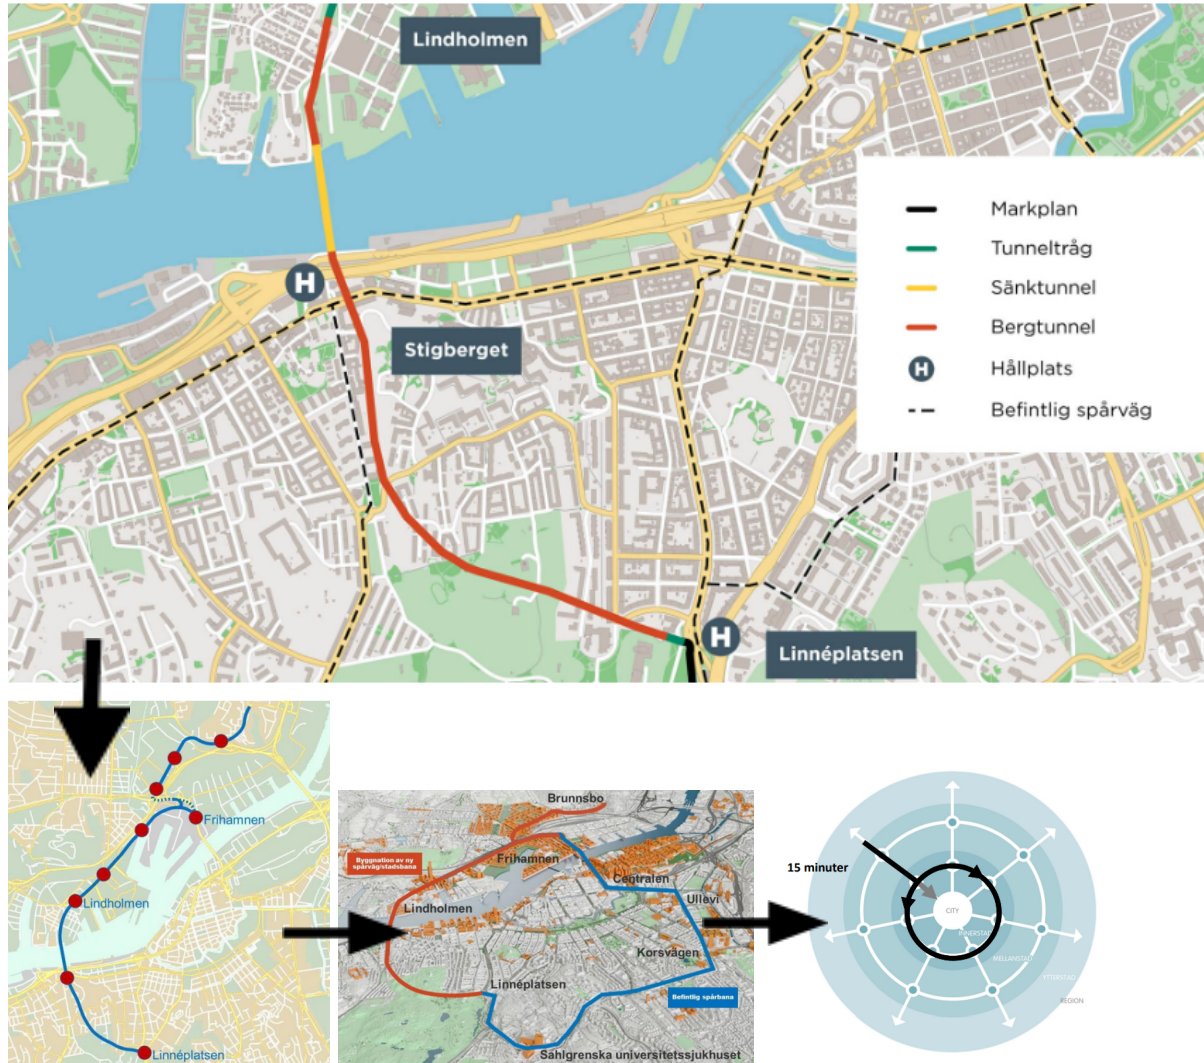 Lindholmen
H
Stigberget
H
Linnéplatsen
Markplan
Tunneltråg
Sänktunnel
Bergtunnel
H Hållplats
Befintlig spårväg
Frihamnen
Lindholmen
Linnéplatsen
Brunnsbo
Byggnation av ny
spårväg/stadsbana
Frihamnen
Centralen
Lindholmen
Ullevi
Korsvägen
Linnéplatsen
Befintlig spårbana
Sahlgrenska universitetssjukhuset
15 minuter
CITY
INNERSTAD
MELLANSTAD
YTTERSTAD
REGION